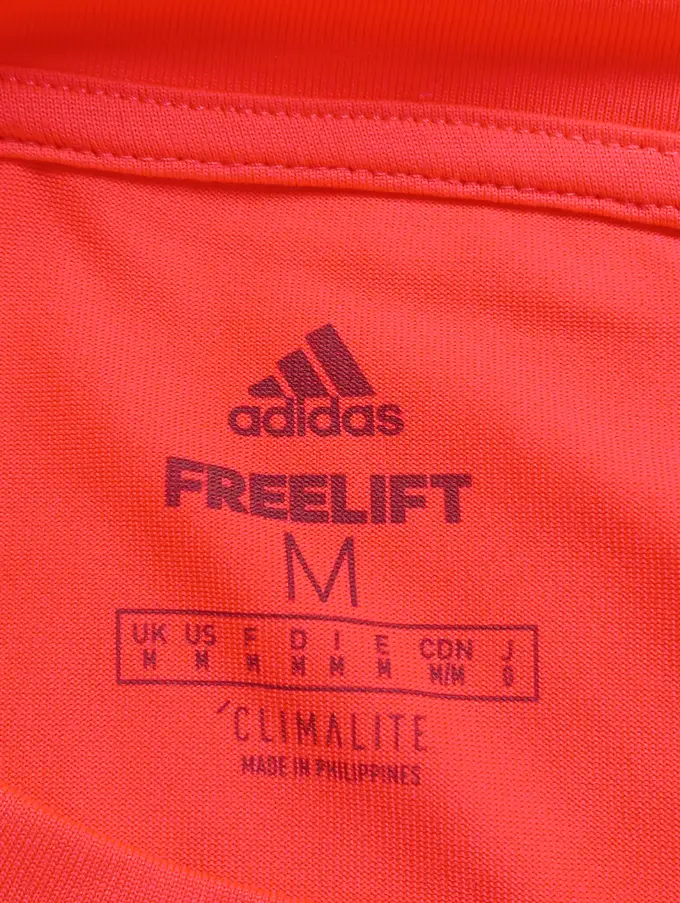 adidas
FREELIFT
M
UK US F D I E CDN J
M M M M M M M/M O
CLIMALITE
MADE IN PHILIPPINES